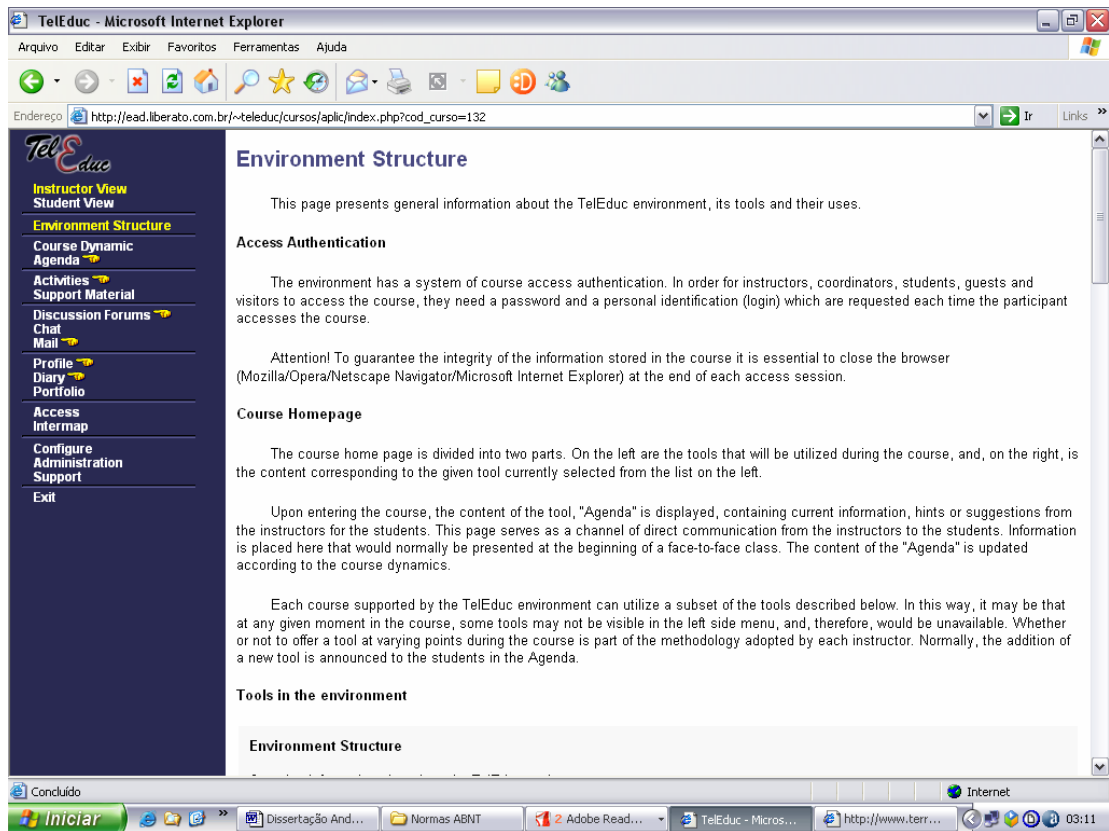 TelEduc - Microsoft Internet Explorer
Arquivo Editar Exibir Favoritos Ferramentas Ajuda
Endereço http://ead.liberato.com.br/~teleduc/cursos/aplic/index.php?cod_curso=132 Ir Links »
TelEduc
Instructor View
Student View
Environment Structure
Course Dynamic
Agenda
Activities
Support Material
Discussion Forums
Chat
Mail
Profile
Diary
Portfolio
Access
Intermap
Configure
Administration
Support
Exit
Environment Structure
This page presents general information about the TelEduc environment, its tools and their uses.
Access Authentication
The environment has a system of course access authentication. In order for instructors, coordinators, students, guests and
visitors to access the course, they need a password and a personal identification (login) which are requested each time the participant
accesses the course.
Attention! To guarantee the integrity of the information stored in the course it is essential to close the browser
(Mozilla/Opera/Netscape Navigator/Microsoft Internet Explorer) at the end of each access session.
Course Homepage
The course home page is divided into two parts. On the left are the tools that will be utilized during the course, and, on the right, is
the content corresponding to the given tool currently selected from the list on the left.
Upon entering the course, the content of the tool, "Agenda" is displayed, containing current information, hints or suggestions from
the instructors for the students. This page serves as a channel of direct communication from the instructors to the students. Information
is placed here that would normally be presented at the beginning of a face-to-face class. The content of the "Agenda" is updated
according to the course dynamics.
Each course supported by the TelEduc environment can utilize a subset of the tools described below. In this way, it may be that
at any given moment in the course, some tools may not be visible in the left side menu, and, therefore, would be unavailable. Whether
or not to offer a tool at varying points during the course is part of the methodology adopted by each instructor. Normally, the addition of
a new tool is announced to the students in the Agenda.
Tools in the environment
Environment Structure
Concluído Internet
Iniciar » Dissertação And... Normas ABNT 2 Adobe Read... TelEduc - Micros... http://www.terr... 03:11